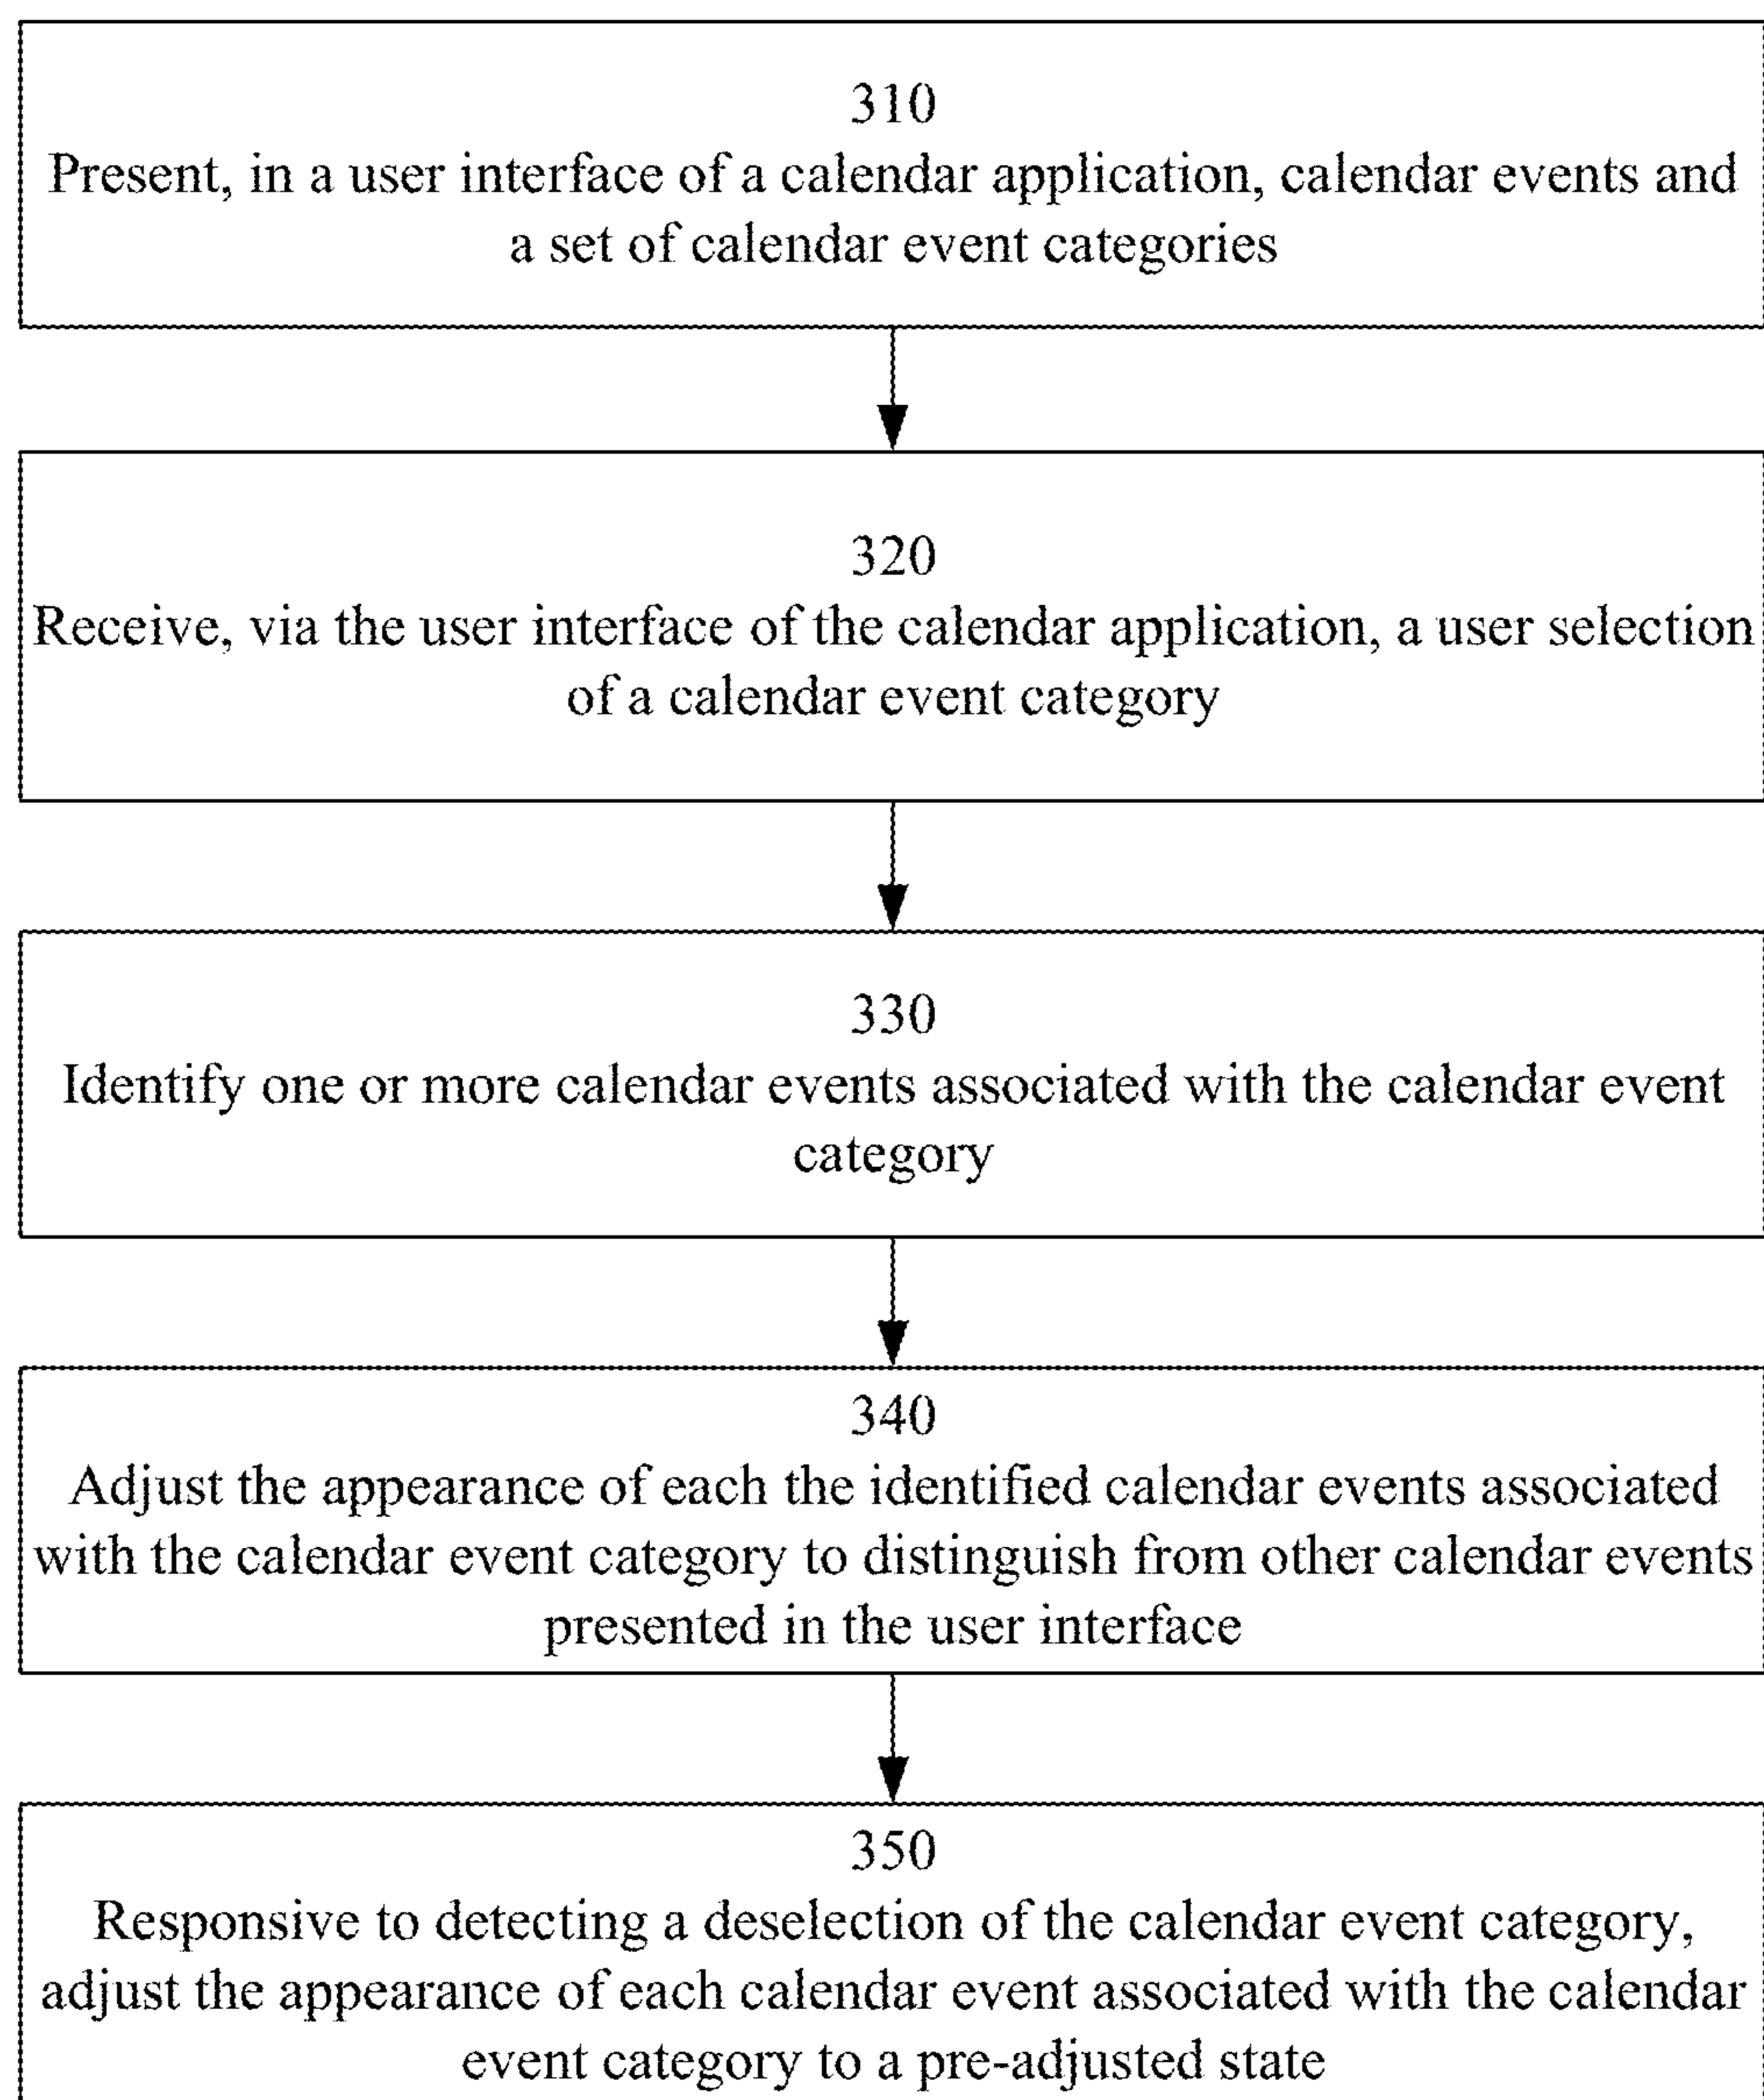 310
Present, in a user interface of a calendar application, calendar events and
a set of calendar event categories
320
Receive, via the user interface of the calendar application, a user selection
of a calendar event category
330
Identify one or more calendar events associated with the calendar event
category
340
Adjust the appearance of each the identified calendar events associated
with the calendar event category to distinguish from other calendar events
presented in the user interface
350
Responsive to detecting a deselection of the calendar event category,
adjust the appearance of each calendar event associated with the calendar
event category to a pre-adjusted state